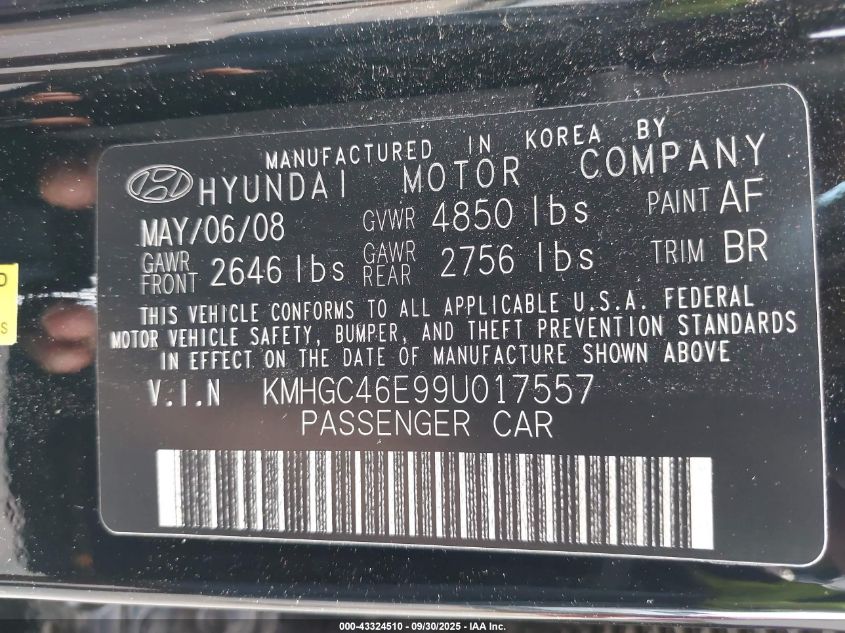 MANUFACTURED IN KOREA BY
HYUNDAI MOTOR COMPANY
MAY/06/08 GVWR 4850 lbs PAINT AF
GAWR FRONT 2646 lbs GAWR REAR 2756 lbs TRIM BR
THIS VEHICLE CONFORMS TO ALL APPLICABLE U.S.A. FEDERAL
MOTOR VEHICLE SAFETY, BUMPER, AND THEFT PREVENTION STANDARDS
IN EFFECT ON THE DATE OF MANUFACTURE SHOWN ABOVE
V.I.N KMHGC46E99U017557
PASSENGER CAR
D
S
000-43324510 - 09/30/2025 - IAA Inc.